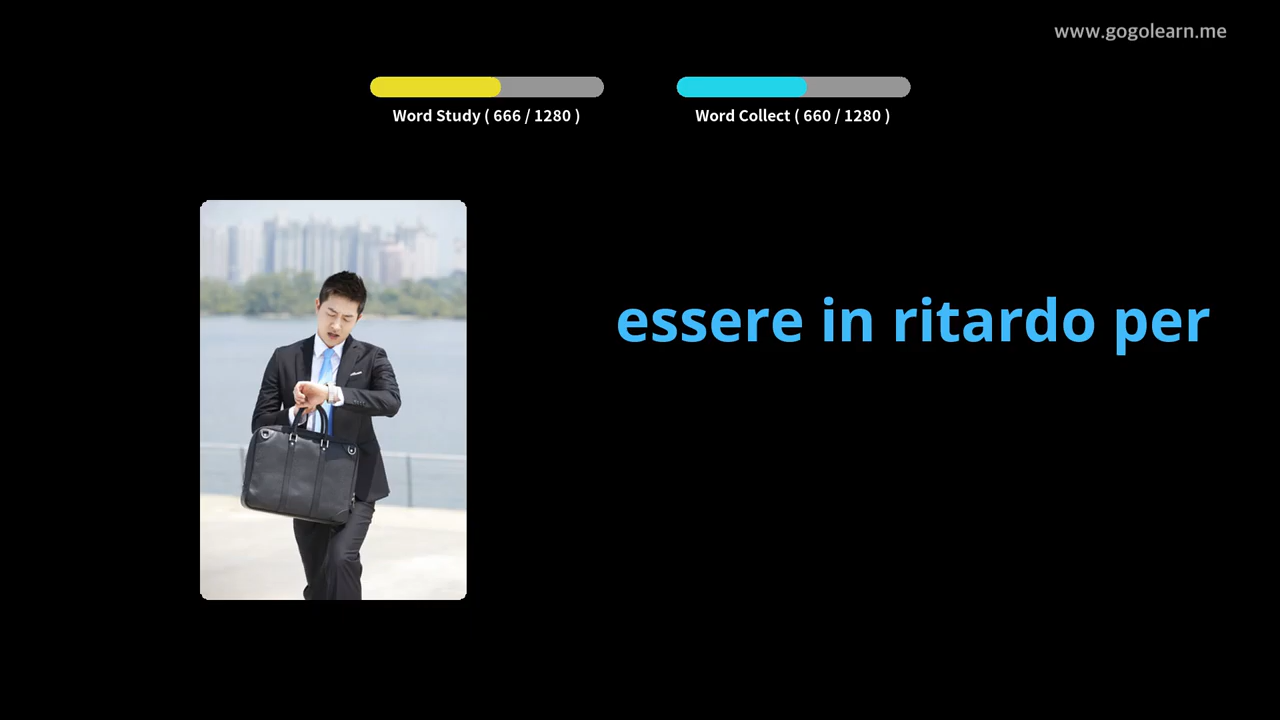 www.gogolearn.me
Word Study ( 666 / 1280 )
Word Collect ( 660 / 1280 )
essere in ritardo per